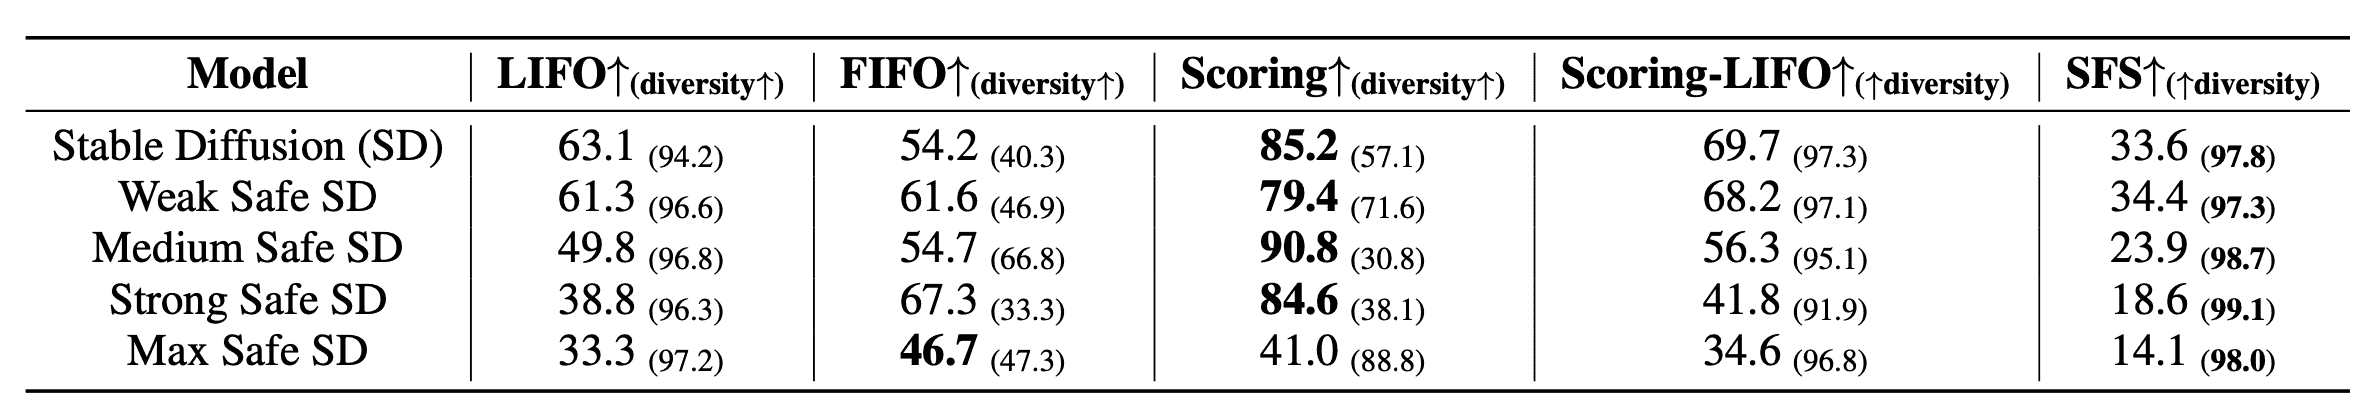 Model LIFO↑(diversity↑) FIFO↑(diversity↑) Scoring↑(diversity↑) Scoring-LIFO↑(↑diversity) SFS↑(↑diversity)
Stable Diffusion (SD) 63.1 (94.2) 54.2 (40.3) 85.2 (57.1) 69.7 (97.3) 33.6 (97.8)
Weak Safe SD 61.3 (96.6) 61.6 (46.9) 79.4 (71.6) 68.2 (97.1) 34.4 (97.3)
Medium Safe SD 49.8 (96.8) 54.7 (66.8) 90.8 (30.8) 56.3 (95.1) 23.9 (98.7)
Strong Safe SD 38.8 (96.3) 67.3 (33.3) 84.6 (38.1) 41.8 (91.9) 18.6 (99.1)
Max Safe SD 33.3 (97.2) 46.7 (47.3) 41.0 (88.8) 34.6 (96.8) 14.1 (98.0)